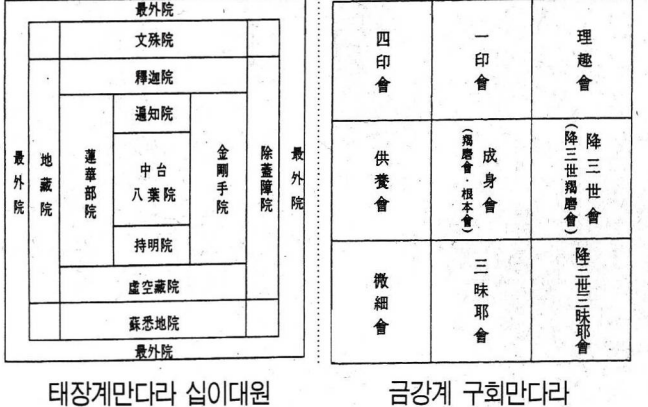 最外院
文殊院
釋迦院
遍知院
中台
八葉院
持明院
虛空藏院
蘇悉地院
最外院
最外院
地藏院
蓮華部院
金剛手院
除蓋障院
最外院
태장계만다라 십이대원
四印會
一印會
理趣會
供養會
成身會
(羯磨會·根本會)
降三世會
(降三世羯磨會)
微細會
三昧耶會
降三世三昧耶會
금강계 구회만다라